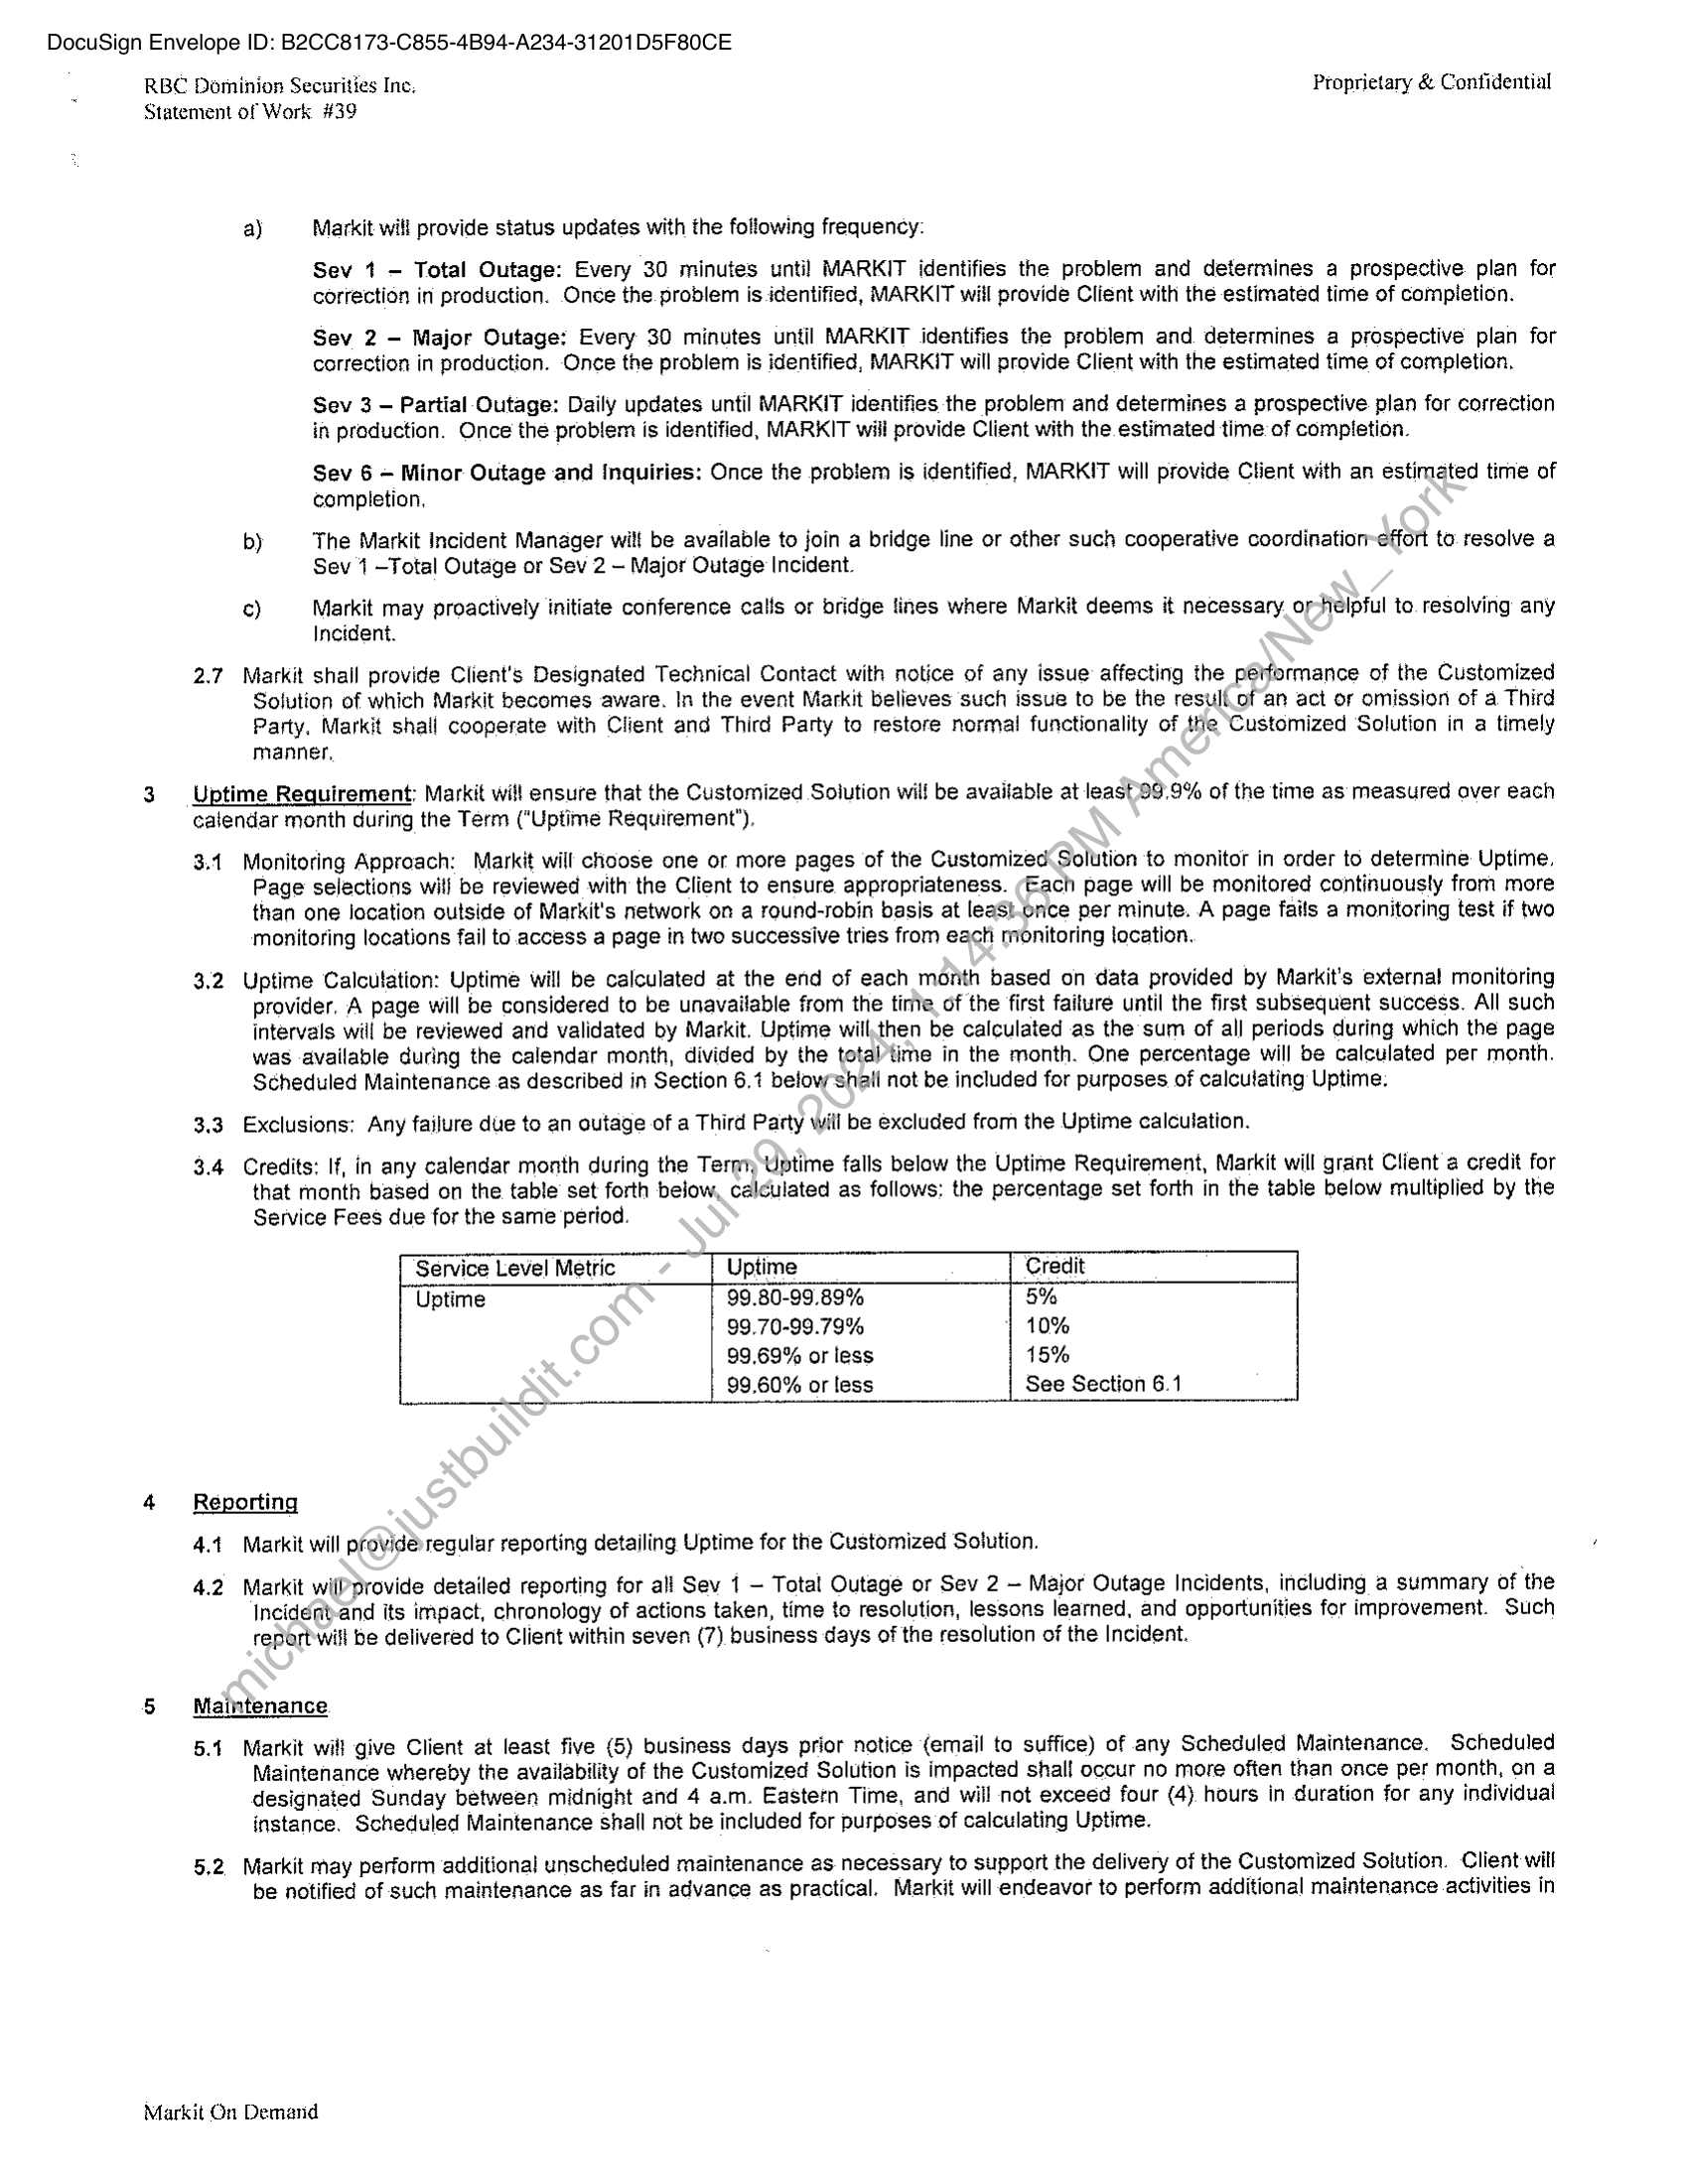 DocuSign Envelope ID: B2CC8173-C855-4B94-A234-31201D5F80CE
RBC Dominion Securities Inc.
Statement of Work #39
Proprietary & Confidential
a) Markit will provide status updates with the following frequency:
Sev 1 – Total Outage: Every 30 minutes until MARKIT identifies the problem and determines a prospective plan for
correction in production. Once the problem is identified, MARKIT will provide Client with the estimated time of completion.
Sev 2 – Major Outage: Every 30 minutes until MARKIT identifies the problem and determines a prospective plan for
correction in production. Once the problem is identified, MARKIT will provide Client with the estimated time of completion.
Sev 3 – Partial Outage: Daily updates until MARKIT identifies the problem and determines a prospective plan for correction
in production. Once the problem is identified, MARKIT will provide Client with the estimated time of completion.
Sev 6 – Minor Outage and Inquiries: Once the problem is identified, MARKIT will provide Client with an estimated time of
completion.
b) The Markit Incident Manager will be available to join a bridge line or other such cooperative coordination effort to resolve a
Sev 1 –Total Outage or Sev 2 – Major Outage Incident.
c) Markit may proactively initiate conference calls or bridge lines where Markit deems it necessary or helpful to resolving any
Incident.
2.7 Markit shall provide Client's Designated Technical Contact with notice of any issue affecting the performance of the Customized
Solution of which Markit becomes aware. In the event Markit believes such issue to be the result of an act or omission of a Third
Party, Markit shall cooperate with Client and Third Party to restore normal functionality of the Customized Solution in a timely
manner.
3 Uptime Requirement: Markit will ensure that the Customized Solution will be available at least 99.9% of the time as measured over each
calendar month during the Term ("Uptime Requirement").
3.1 Monitoring Approach: Markit will choose one or more pages of the Customized Solution to monitor in order to determine Uptime.
Page selections will be reviewed with the Client to ensure appropriateness. Each page will be monitored continuously from more
than one location outside of Markit's network on a round-robin basis at least once per minute. A page fails a monitoring test if two
monitoring locations fail to access a page in two successive tries from each monitoring location.
3.2 Uptime Calculation: Uptime will be calculated at the end of each month based on data provided by Markit's external monitoring
provider. A page will be considered to be unavailable from the time of the first failure until the first subsequent success. All such
intervals will be reviewed and validated by Markit. Uptime will then be calculated as the sum of all periods during which the page
was available during the calendar month, divided by the total time in the month. One percentage will be calculated per month.
Scheduled Maintenance as described in Section 6.1 below shall not be included for purposes of calculating Uptime.
3.3 Exclusions: Any failure due to an outage of a Third Party will be excluded from the Uptime calculation.
3.4 Credits: If, in any calendar month during the Term, Uptime falls below the Uptime Requirement, Markit will grant Client a credit for
that month based on the table set forth below, calculated as follows: the percentage set forth in the table below multiplied by the
Service Fees due for the same period.
Service Level Metric Uptime Credit
Uptime 99.80-99.89% 5%
99.70-99.79% 10%
99.69% or less 15%
99.60% or less See Section 6.1
4 Reporting
4.1 Markit will provide regular reporting detailing Uptime for the Customized Solution.
4.2 Markit will provide detailed reporting for all Sev 1 – Total Outage or Sev 2 – Major Outage Incidents, including a summary of the
Incident and its impact, chronology of actions taken, time to resolution, lessons learned, and opportunities for improvement. Such
report will be delivered to Client within seven (7) business days of the resolution of the Incident.
5 Maintenance
5.1 Markit will give Client at least five (5) business days prior notice (email to suffice) of any Scheduled Maintenance. Scheduled
Maintenance whereby the availability of the Customized Solution is impacted shall occur no more often than once per month, on a
designated Sunday between midnight and 4 a.m. Eastern Time, and will not exceed four (4) hours in duration for any individual
instance. Scheduled Maintenance shall not be included for purposes of calculating Uptime.
5.2 Markit may perform additional unscheduled maintenance as necessary to support the delivery of the Customized Solution. Client will
be notified of such maintenance as far in advance as practical. Markit will endeavor to perform additional maintenance activities in
Markit On Demand
michael@justbuildit.com - Jul 29, 2024, 1:14:36 PM America/New_York